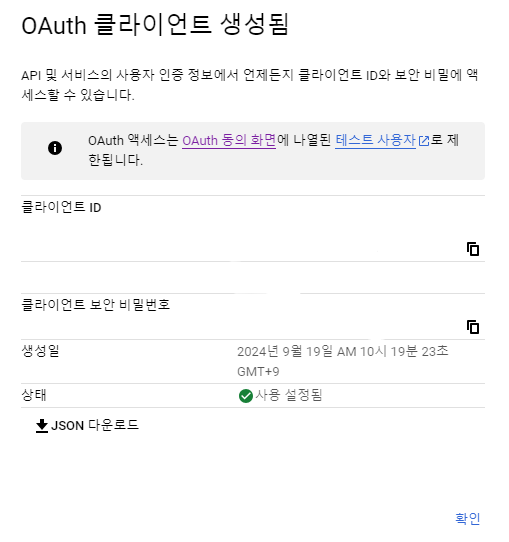 OAuth 클라이언트 생성됨
API 및 서비스의 사용자 인증 정보에서 언제든지 클라이언트 ID와 보안 비밀에 액
세스할 수 있습니다.
OAuth 액세스는 OAuth 동의 화면에 나열된 테스트 사용자로 제
한됩니다.
클라이언트 ID
클라이언트 보안 비밀번호
생성일 2024년 9월 19일 AM 10시 19분 23초
GMT+9
상태 사용 설정됨
JSON 다운로드
확인